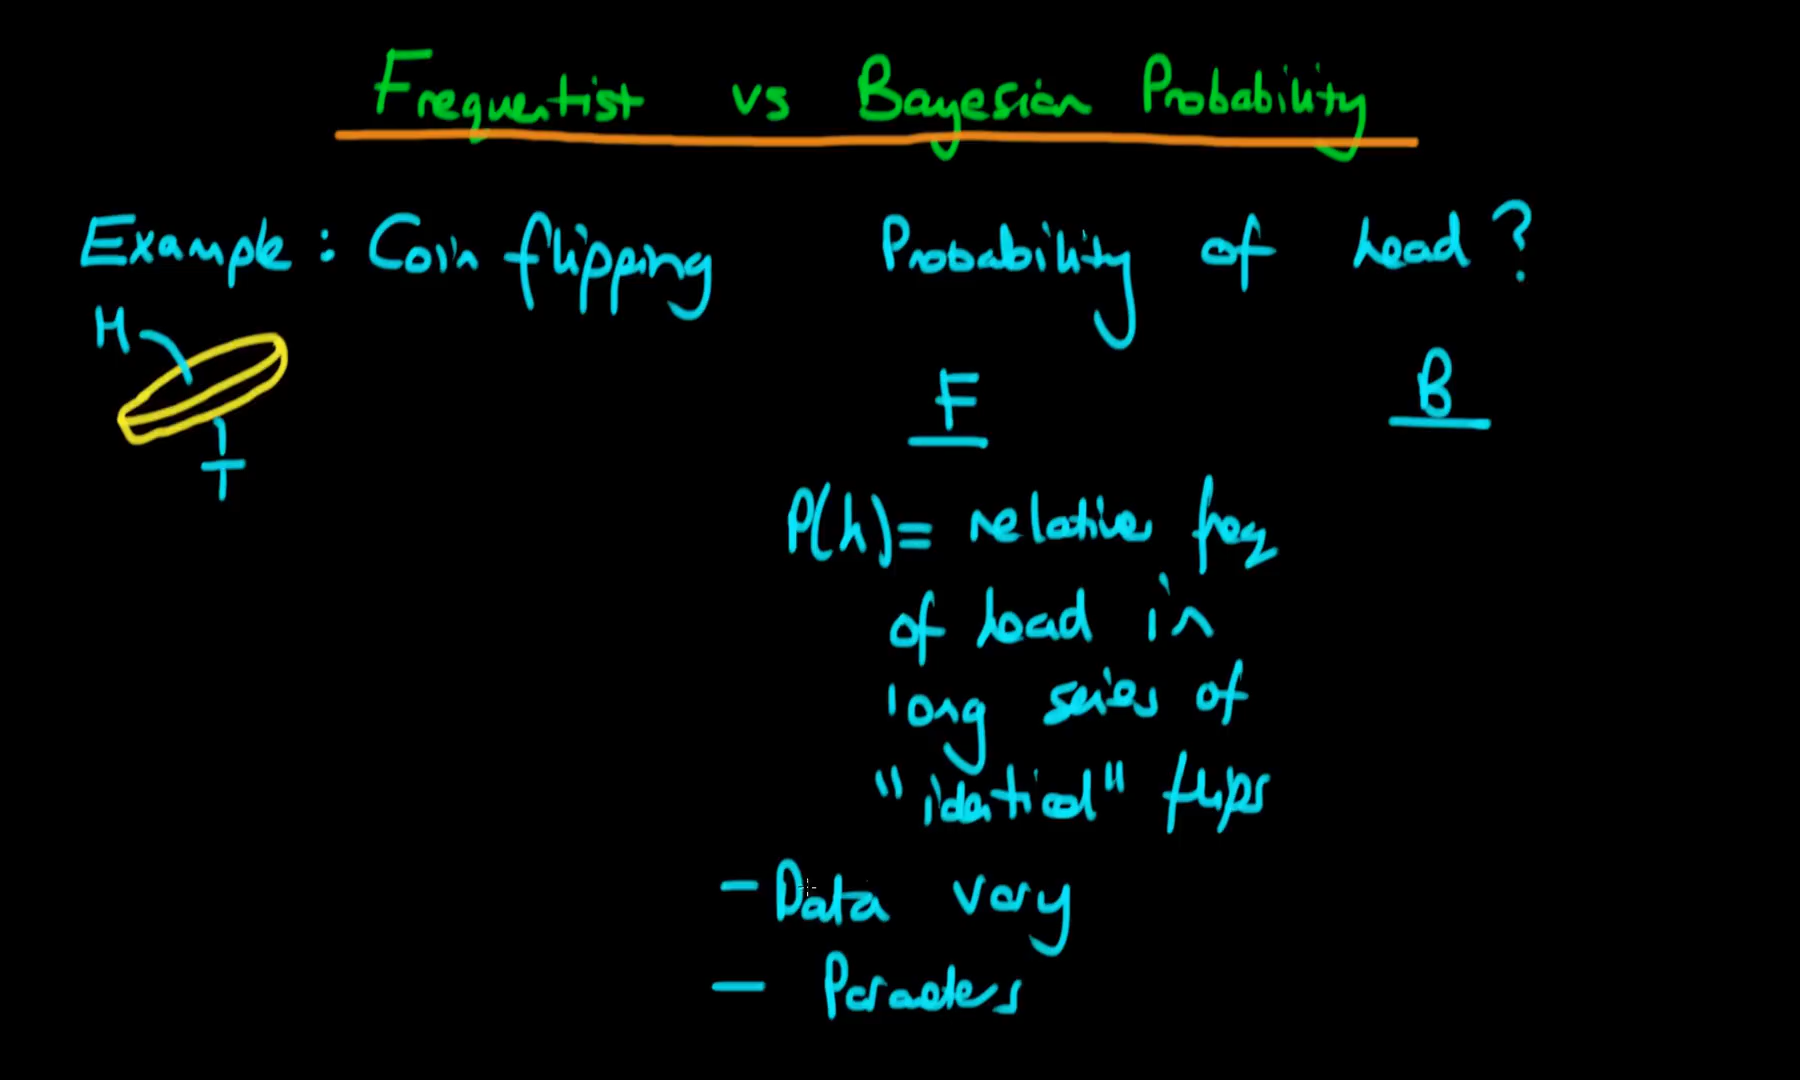 Frequentist vs Bayesian Probability
Example: Coin flipping
Probability of head?
H
T
F
B
P(h) = relative freq
of head in
long series of
"identical" flips
- Data vary
- Parameters